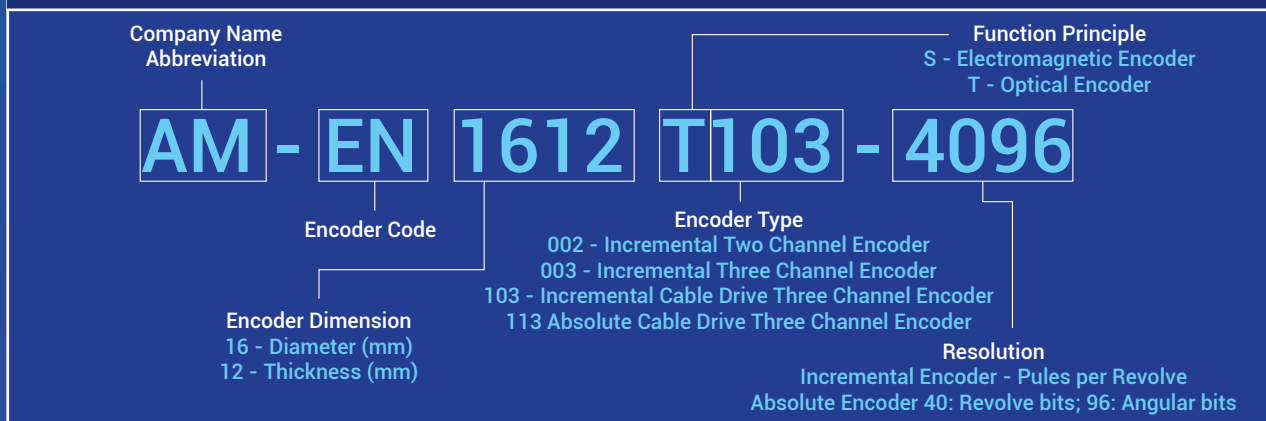 Company Name
Abbreviation
Function Principle
S - Electromagnetic Encoder
T - Optical Encoder
AM - EN 1612 T103 - 4096
Encoder Code
Encoder Type
002 - Incremental Two Channel Encoder
003 - Incremental Three Channel Encoder
103 - Incremental Cable Drive Three Channel Encoder
113 Absolute Cable Drive Three Channel Encoder
Encoder Dimension
16 - Diameter (mm)
12 - Thickness (mm)
Resolution
Incremental Encoder - Pules per Revolve
Absolute Encoder 40: Revolve bits; 96: Angular bits